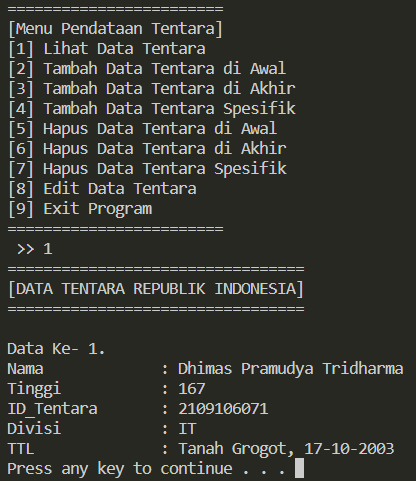 ========================
[Menu Pendataan Tentara]
[1] Lihat Data Tentara
[2] Tambah Data Tentara di Awal
[3] Tambah Data Tentara di Akhir
[4] Tambah Data Tentara Spesifik
[5] Hapus Data Tentara di Awal
[6] Hapus Data Tentara di Akhir
[7] Hapus Data Tentara Spesifik
[8] Edit Data Tentara
[9] Exit Program
========================
 >> 1
=================================
[DATA TENTARA REPUBLIK INDONESIA]
=================================

Data Ke- 1.
Nama             : Dhimas Pramudya Tridharma
Tinggi           : 167
ID_Tentara       : 2109106071
Divisi           : IT
TTL              : Tanah Grogot, 17-10-2003
Press any key to continue . . .